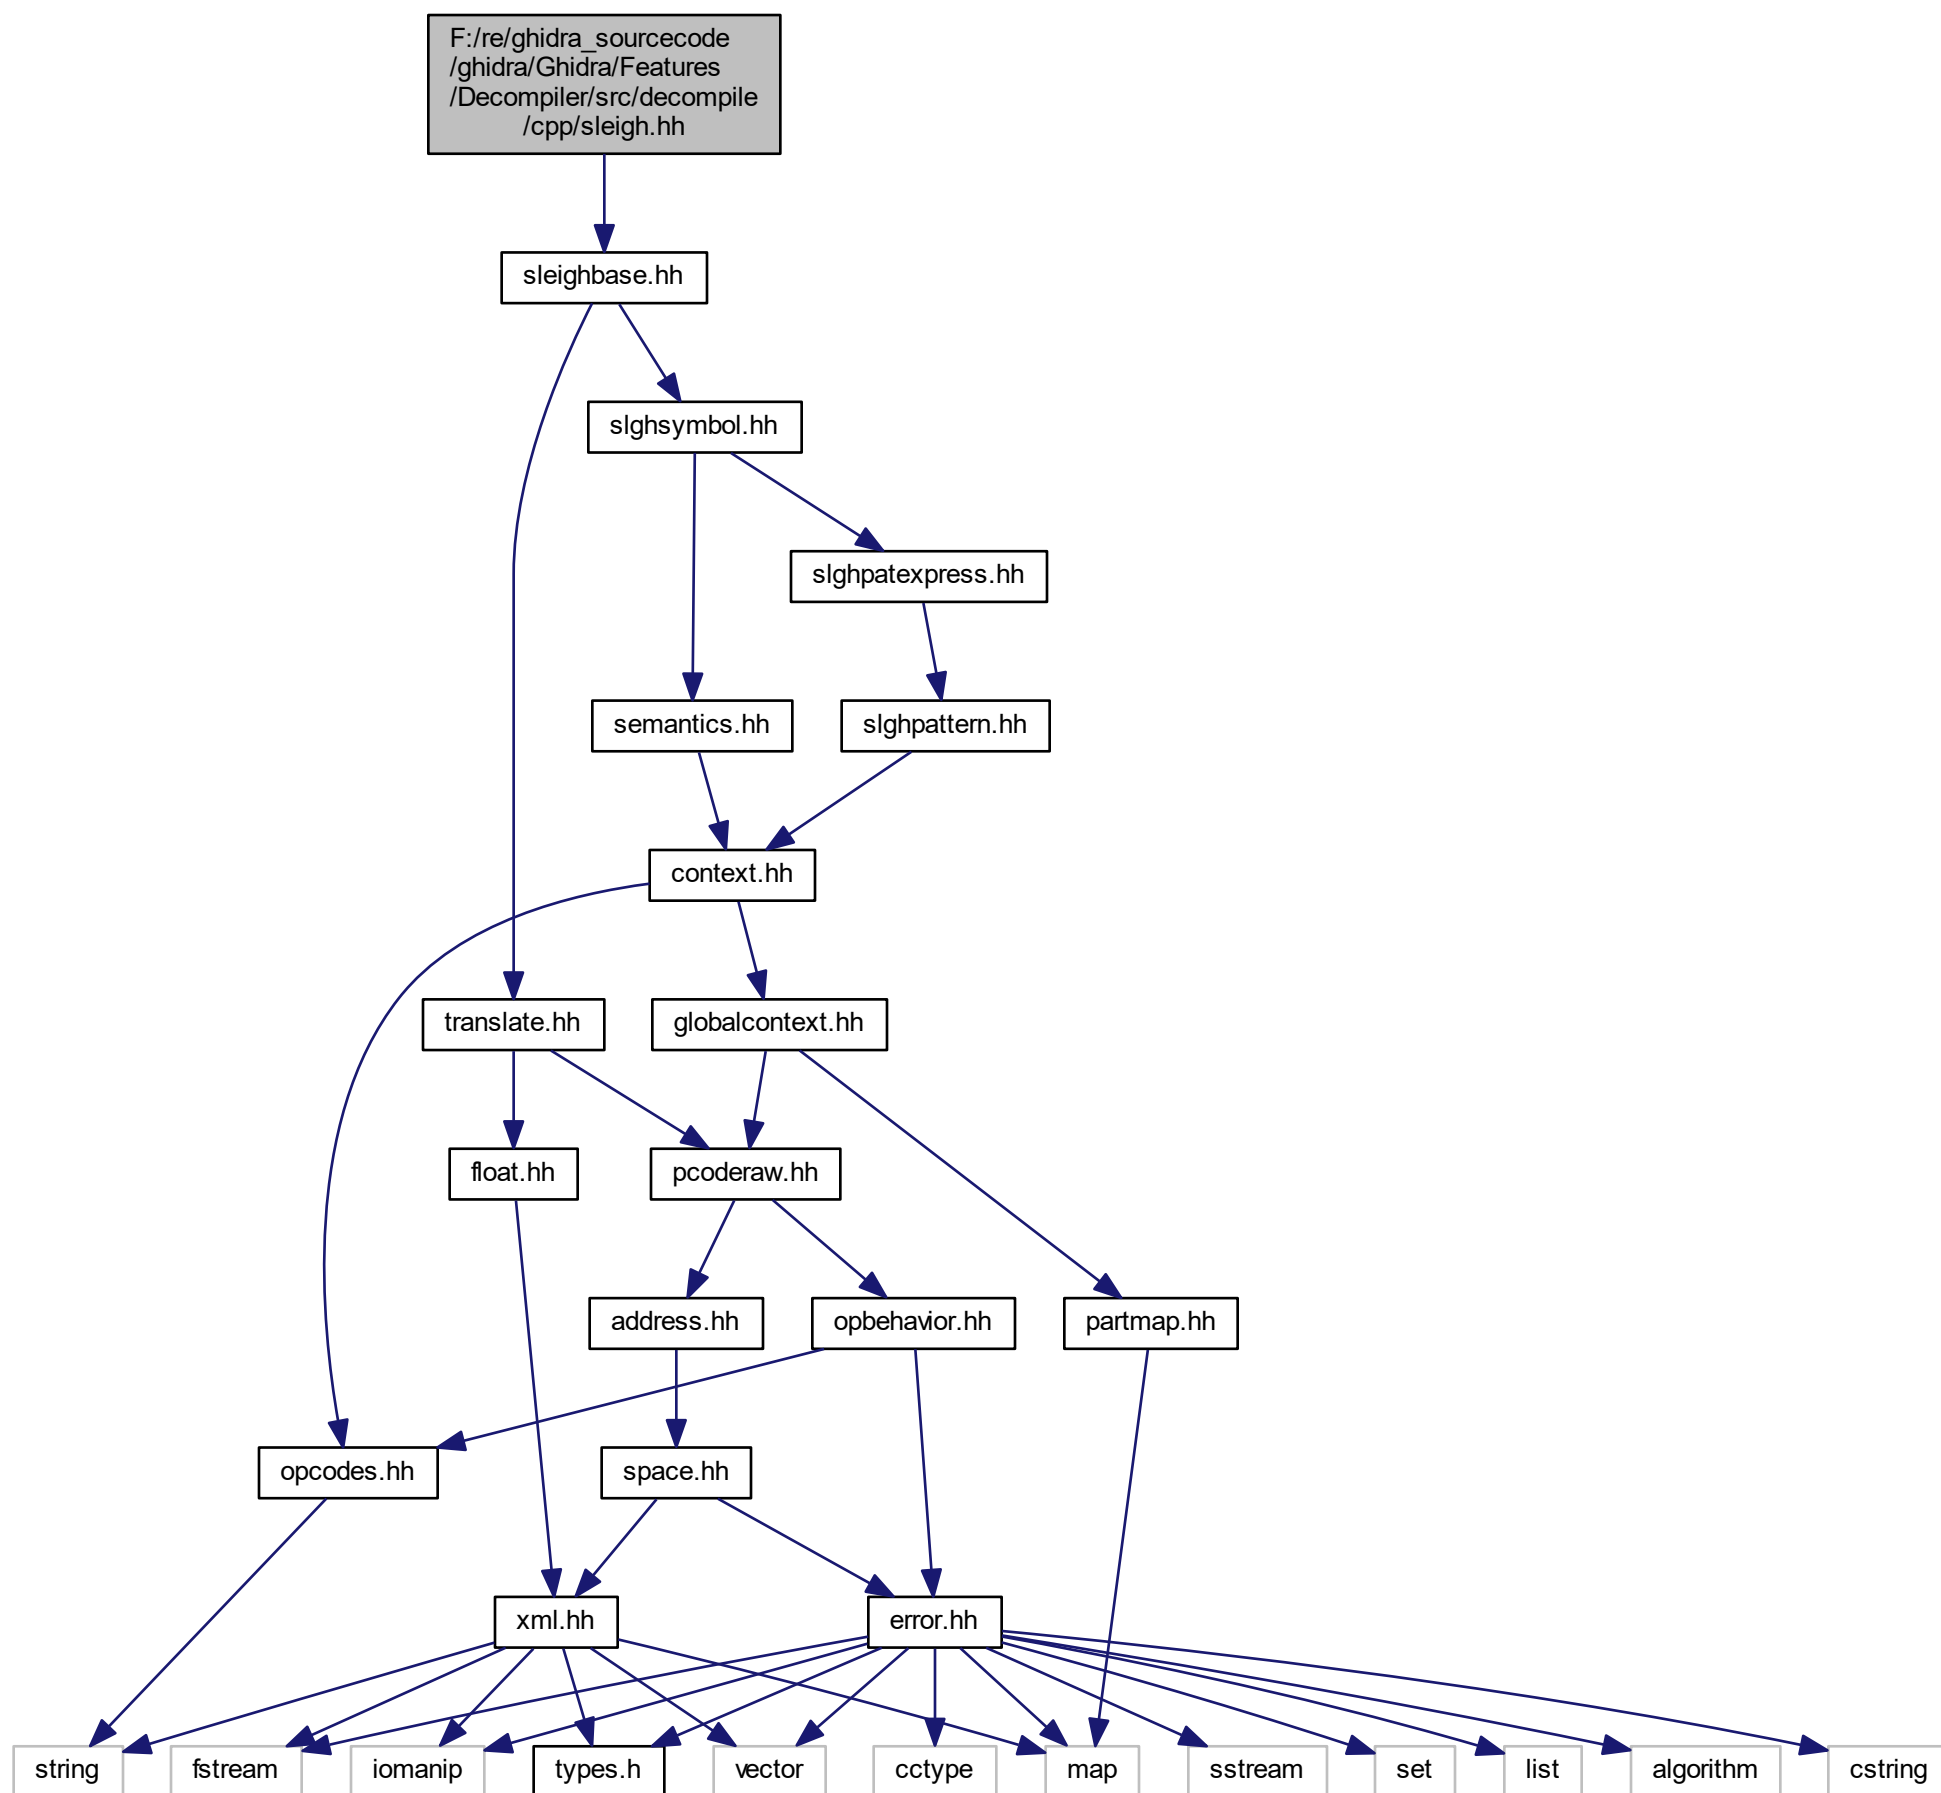 F:/re/ghidra_sourcecode
/ghidra/Ghidra/Features
/Decompiler/src/decompile
/cpp/sleigh.hh
sleighbase.hh
slghsymbol.hh
slghpatexpress.hh
semantics.hh
slghpattern.hh
context.hh
translate.hh
globalcontext.hh
float.hh
pcoderaw.hh
address.hh
opbehavior.hh
partmap.hh
opcodes.hh
space.hh
xml.hh
error.hh
string
fstream
iomanip
types.h
vector
cctype
map
sstream
set
list
algorithm
cstring